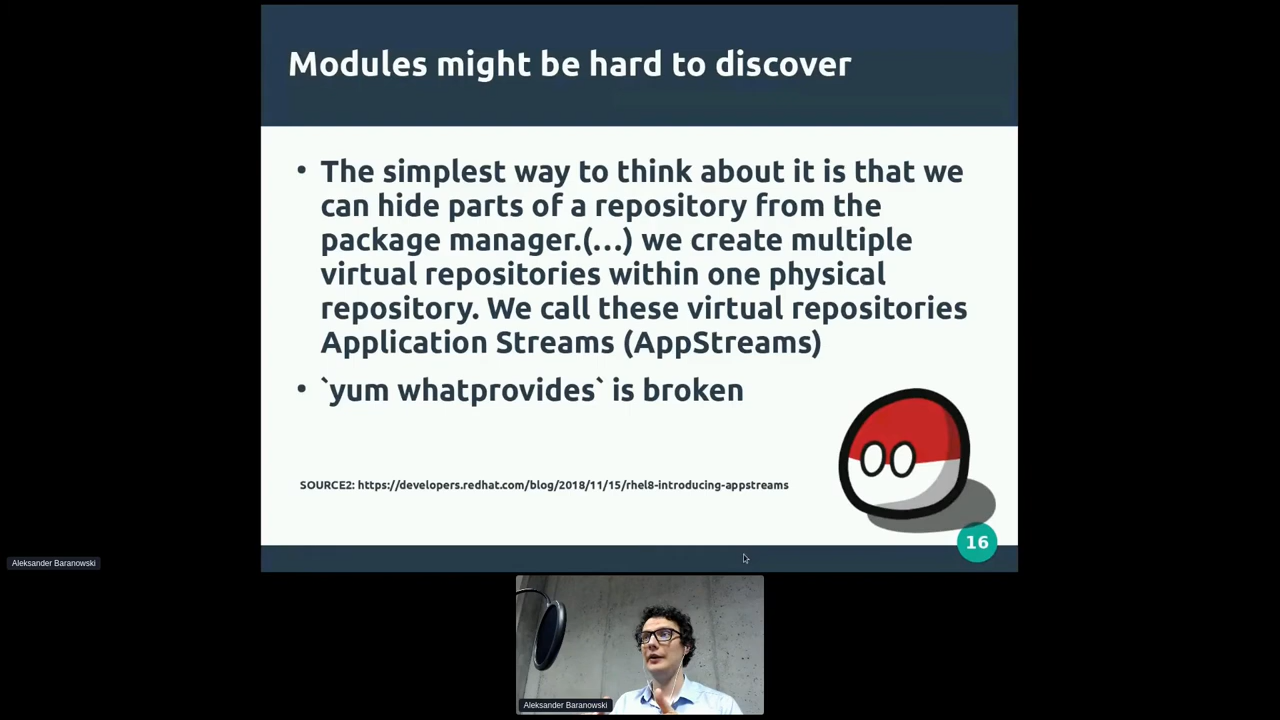 Modules might be hard to discover
• The simplest way to think about it is that we
can hide parts of a repository from the
package manager.(...) we create multiple
virtual repositories within one physical
repository. We call these virtual repositories
Application Streams (AppStreams)
• `yum whatprovides` is broken
SOURCE2: https://developers.redhat.com/blog/2018/11/15/rhel8-introducing-appstreams
16
Aleksander Baranowski
Aleksander Baranowski